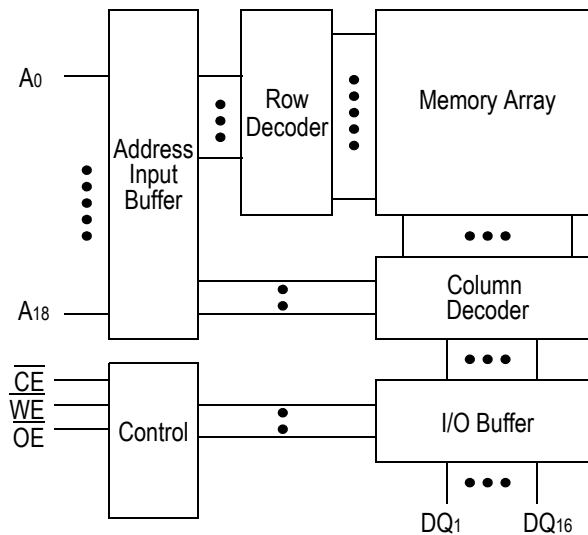 A0
A18
Address
Input
Buffer
Row
Decoder
Memory Array
Column
Decoder
CE
WE
OE
Control
I/O Buffer
DQ1
DQ16